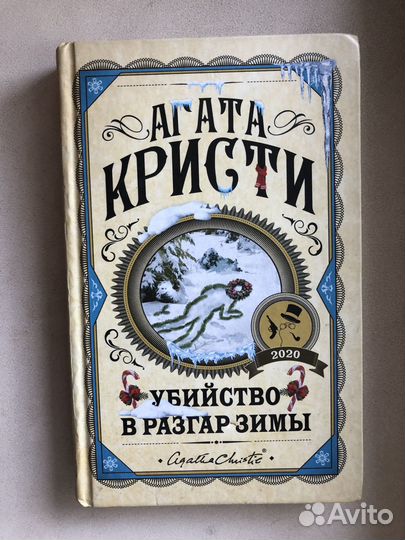 АГАТА
КРИСТИ
2020
УБИЙСТВО
В РАЗГАР ЗИМЫ
Agatha Christie
Avito